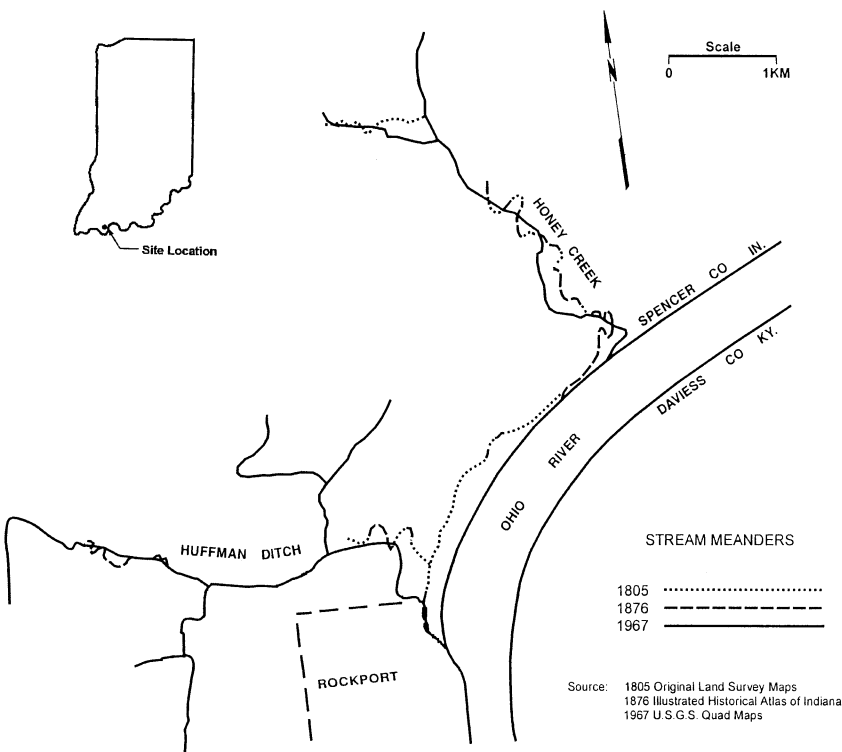 Scale
0 1KM
N
Site Location
HONEY CREEK
SPENCER CO IN.
DAVIESS CO KY.
OHIO RIVER
HUFFMAN DITCH
ROCKPORT
STREAM MEANDERS
1805
1876
1967
Source: 1805 Original Land Survey Maps
1876 Illustrated Historical Atlas of Indiana
1967 U.S.G.S. Quad Maps